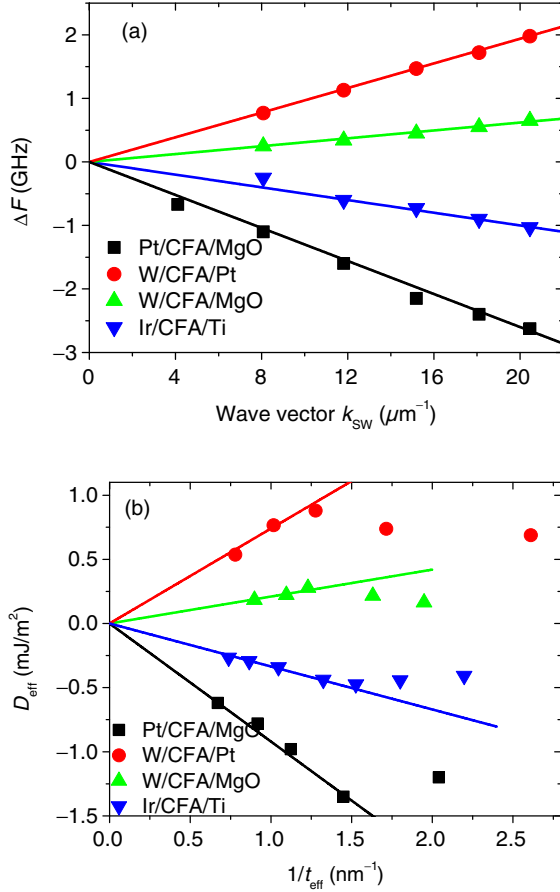 (a)
2
1
0
−1
−2
−3
ΔF (GHz)
Pt/CFA/MgO
W/CFA/Pt
W/CFA/MgO
Ir/CFA/Ti
0 4 8 12 16 20
Wave vector k_SW (μm⁻¹)
(b)
1.0
0.5
0.0
−0.5
−1.0
−1.5
D_eff (mJ/m²)
Pt/CFA/MgO
W/CFA/Pt
W/CFA/MgO
Ir/CFA/Ti
0.0 0.5 1.0 1.5 2.0 2.5
1/t_eff (nm⁻¹)